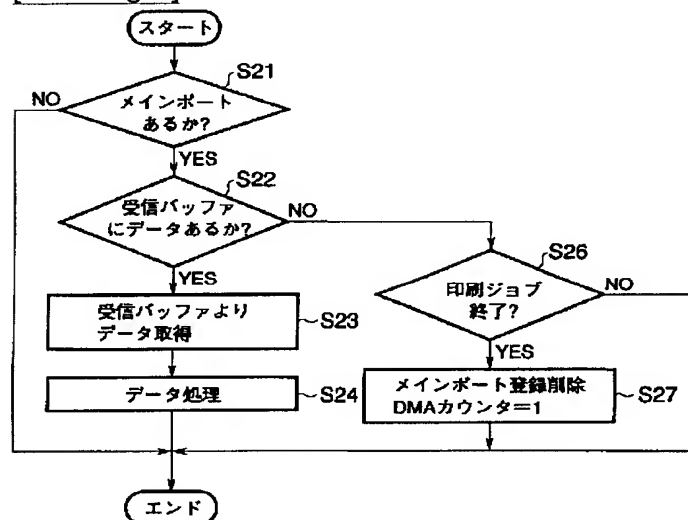 スタート
S21
メインポート
あるか?
NO
YES
S22
受信バッファ
にデータあるか?
NO
YES
S23
受信バッファより
データ取得
S24
データ処理
S26
印刷ジョブ
終了?
NO
YES
メインポート登録削除
DMAカウンタ=1
S27
エンド